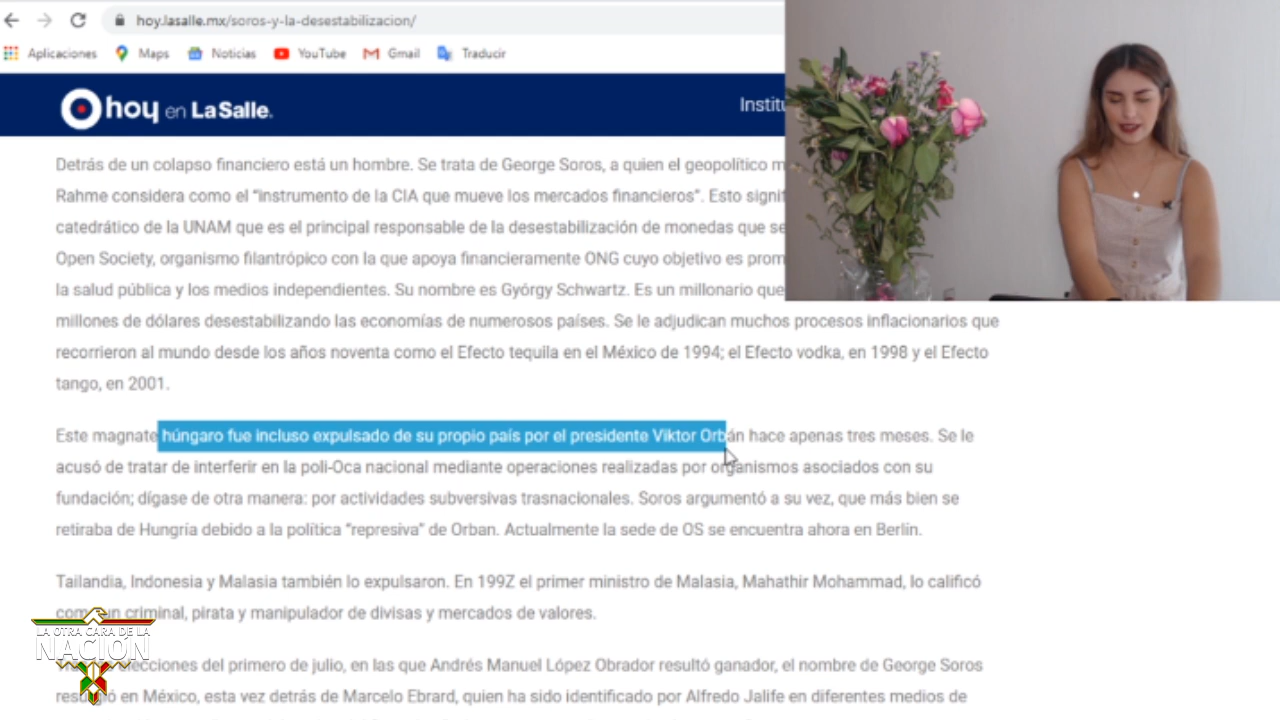 hoy.lasalle.mx/soros-y-la-desestabilizacion/
Aplicaciones Maps Noticias YouTube Gmail Traducir
hoy en LaSalle.
Detrás de un colapso financiero está un hombre. Se trata de George Soros, a quien el geopolítico
Rahme considera como el “instrumento de la CIA que mueve los mercados financieros”. Esto
catedrático de la UNAM que es el principal responsable de la desestabilización de monedas que
Open Society, organismo filantrópico con la que apoya financieramente ONG cuyo objetivo es
la salud pública y los medios independientes. Su nombre es György Schwartz. Es un millonario que
millones de dólares desestabilizando las economías de numerosos países. Se le adjudican muchos procesos inflacionarios que
recorrieron al mundo desde los años noventa como el Efecto tequila en el México de 1994; el Efecto vodka, en 1998 y el Efecto
tango, en 2001.
Este magnate húngaro fue incluso expulsado de su propio país por el presidente Viktor Orbán hace apenas tres meses. Se le
acusó de tratar de interferir en la poli-Oca nacional mediante operaciones realizadas por organismos asociados con su
fundación; dígase de otra manera: por actividades subversivas trasnacionales. Soros argumentó a su vez, que más bien se
retiraba de Hungría debido a la política “represiva” de Orban. Actualmente la sede de OS se encuentra ahora en Berlín.
Tailandia, Indonesia y Malasia también lo expulsaron. En 199Z el primer ministro de Malasia, Mahathir Mohammad, lo calificó
un criminal, pirata y manipulador de divisas y mercados de valores.
LA OTRA CARA DE LA
NACIÓN
del primero de julio, en las que Andrés Manuel López Obrador resultó ganador, el nombre de George Soros
en México, esta vez detrás de Marcelo Ebrard, quien ha sido identificado por Alfredo Jalife en diferentes medios de